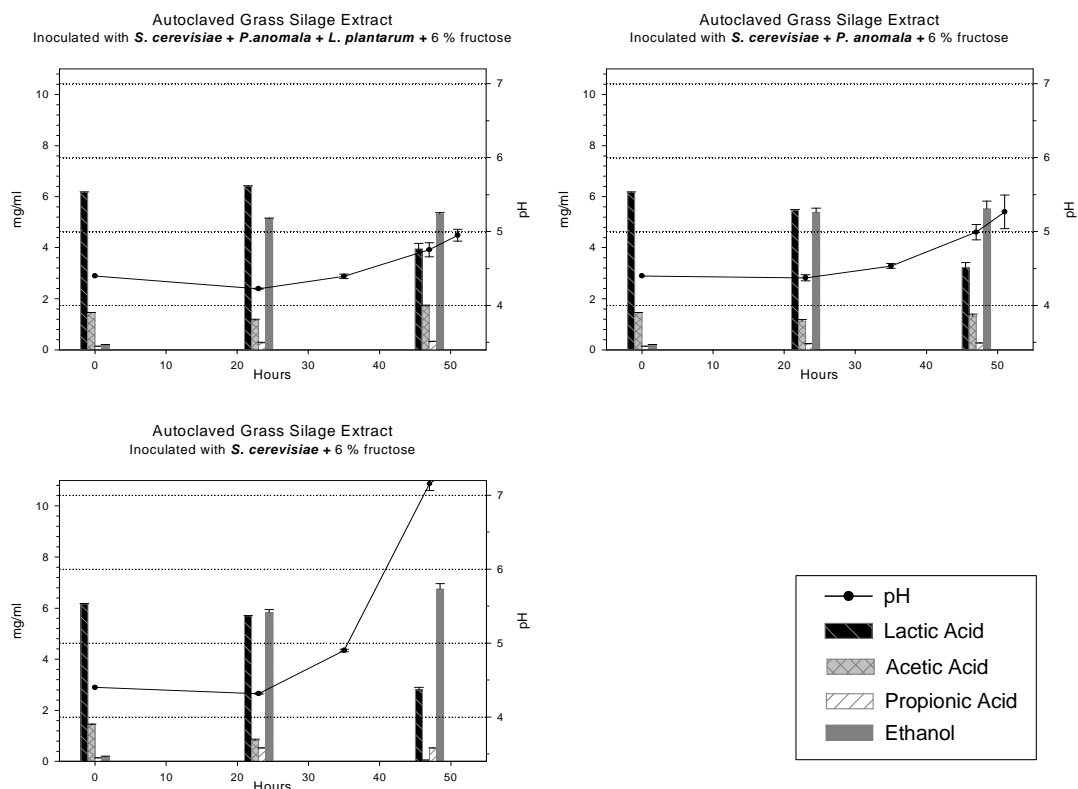 Autoclaved Grass Silage Extract
Inoculated with S. cerevisiae + P.anomala + L. plantarum + 6 % fructose
mg/ml
10
8
6
4
2
0
7
6
5
4
pH
0
10
20
30
40
50
Hours
Autoclaved Grass Silage Extract
Inoculated with S. cerevisiae + P. anomala + 6 % fructose
mg/ml
10
8
6
4
2
0
7
6
5
4
pH
0
10
20
30
40
50
Hours
Autoclaved Grass Silage Extract
Inoculated with S. cerevisiae + 6 % fructose
mg/ml
10
8
6
4
2
0
7
6
5
4
pH
0
10
20
30
40
50
Hours
pH
Lactic Acid
Acetic Acid
Propionic Acid
Ethanol